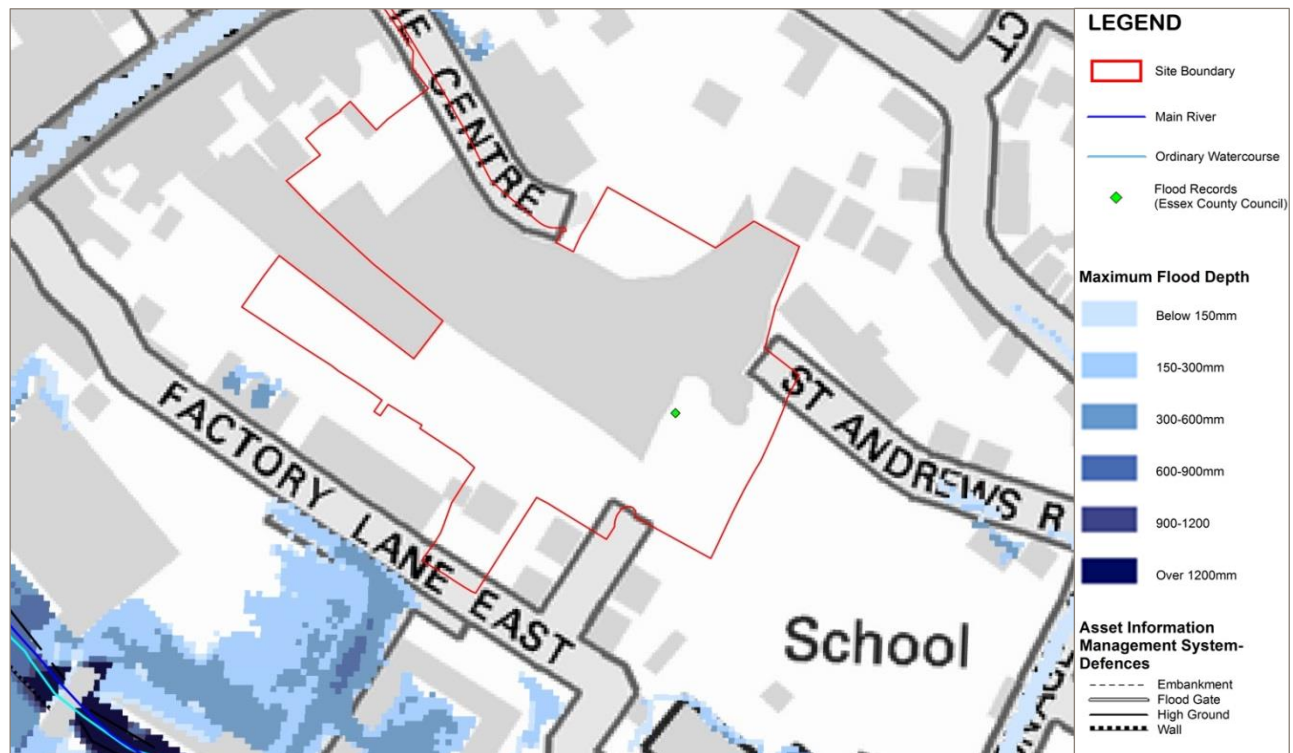 CENTRE
FACTORY LANE EAST
ST ANDREWS R
School
CT
LEGEND
Site Boundary
Main River
Ordinary Watercourse
Flood Records
(Essex County Council)
Maximum Flood Depth
Below 150mm
150-300mm
300-600mm
600-900mm
900-1200
Over 1200mm
Asset Information
Management System-
Defences
Embankment
Flood Gate
High Ground
Wall